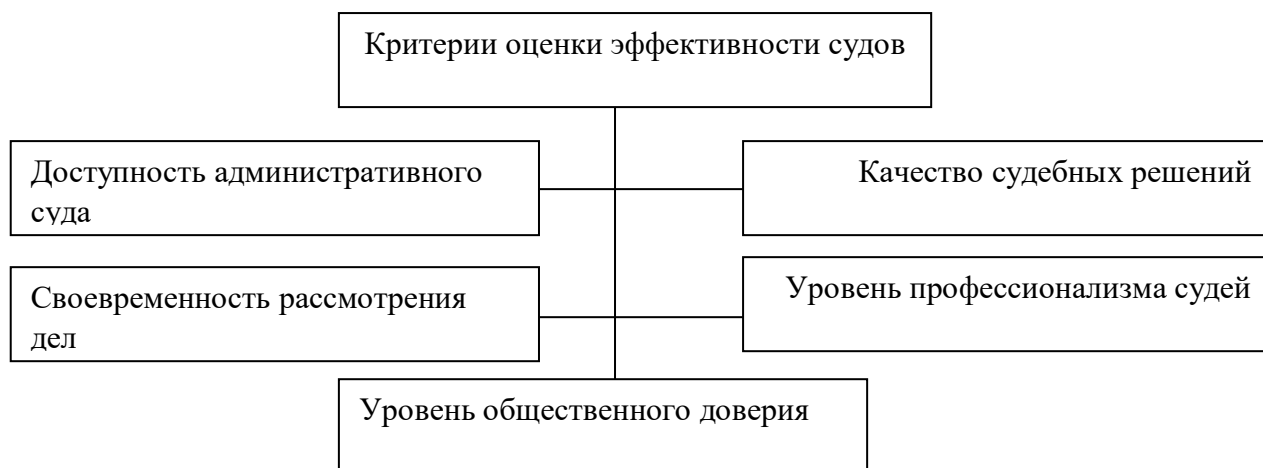 Критерии оценки эффективности судов
Доступность административного
суда
Качество судебных решений
Своевременность рассмотрения
дел
Уровень профессионализма судей
Уровень общественного доверия